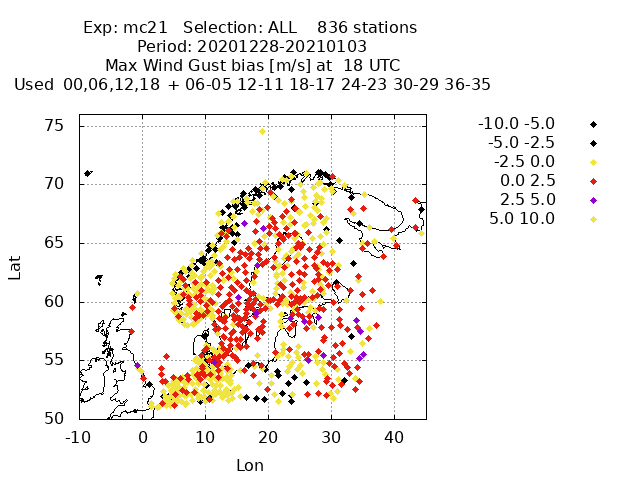 Exp: mc21 Selection: ALL 836 stations
Period: 20201228-20210103
Max Wind Gust bias [m/s] at 18 UTC
Used 00,06,12,18 + 06-05 12-11 18-17 24-23 30-29 36-35
-10.0 -5.0
-5.0 -2.5
-2.5 0.0
0.0 2.5
2.5 5.0
5.0 10.0
75
70
65
60
55
50
Lat
-10 0 10 20 30 40
Lon